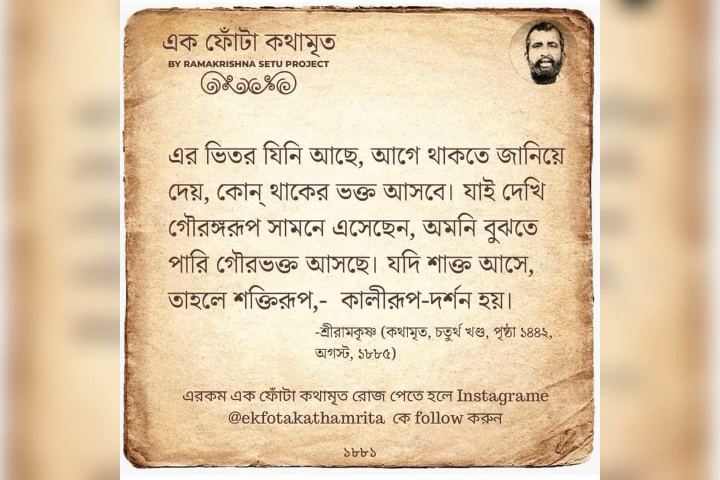 এক ফোঁটা কথামৃত
BY RAMAKRISHNA SETU PROJECT
এর ভিতর যিনি আছে, আগে থাকতে জানিয়ে
দেয়, কোন্ থাকের ভক্ত আসবে। যাই দেখি
গৌরঙ্গরূপ সামনে এসেছেন, অমনি বুঝতে
পারি গৌরভক্ত আসছে। যদি শাক্ত আসে,
তাহলে শক্তিরূপ,- কালীরূপ-দর্শন হয়।
-শ্রীরামকৃষ্ণ (কথামৃত, চতুর্থ খণ্ড, পৃষ্ঠা ১৪৪২,
অগস্ট, ১৮৮৫)
এরকম এক ফোঁটা কথামৃত রোজ পেতে হলে Instagrame
@ekfotakathamrita কে follow করুন
১৮৮১